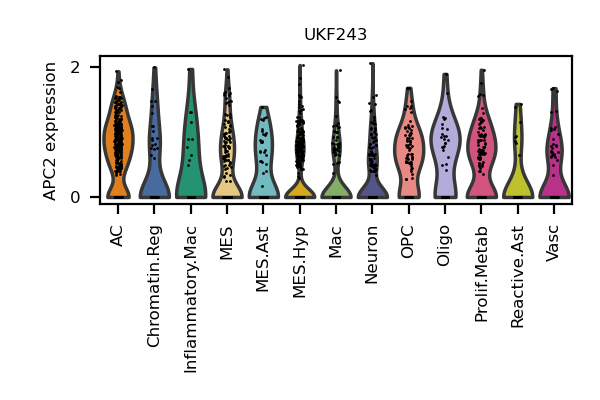 UKF243
APC2 expression
2
0
AC
Chromatin.Reg
Inflammatory.Mac
MES
MES.Ast
MES.Hyp
Mac
Neuron
OPC
Oligo
Prolif.Metab
Reactive.Ast
Vasc